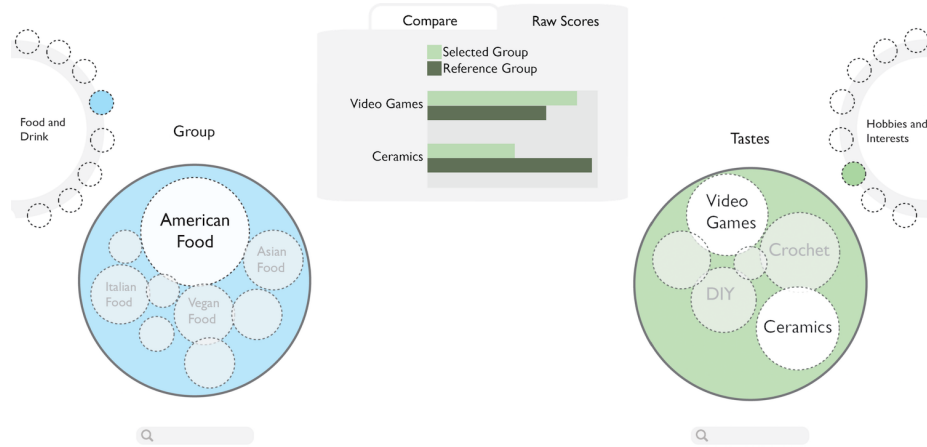 Compare
Raw Scores
Selected Group
Reference Group
Video Games
Ceramics
Food and
Drink
Group
American
Food
Asian
Food
Italian
Food
Vegan
Food
Hobbies and
Interests
Tastes
Video
Games
Crochet
DIY
Ceramics